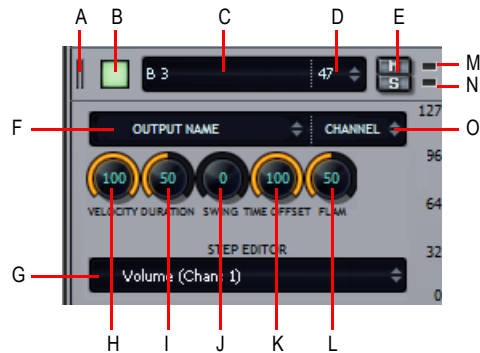 A B C D E
B 3 47 M
S
M
N
127
F OUTPUT NAME CHANNEL O
96
100 50 0 100 50
64
VELOCITY DURATION SWING TIME OFFSET FLAM
STEP EDITOR
32
G Volume (Chan: 1)
0
H I J K L